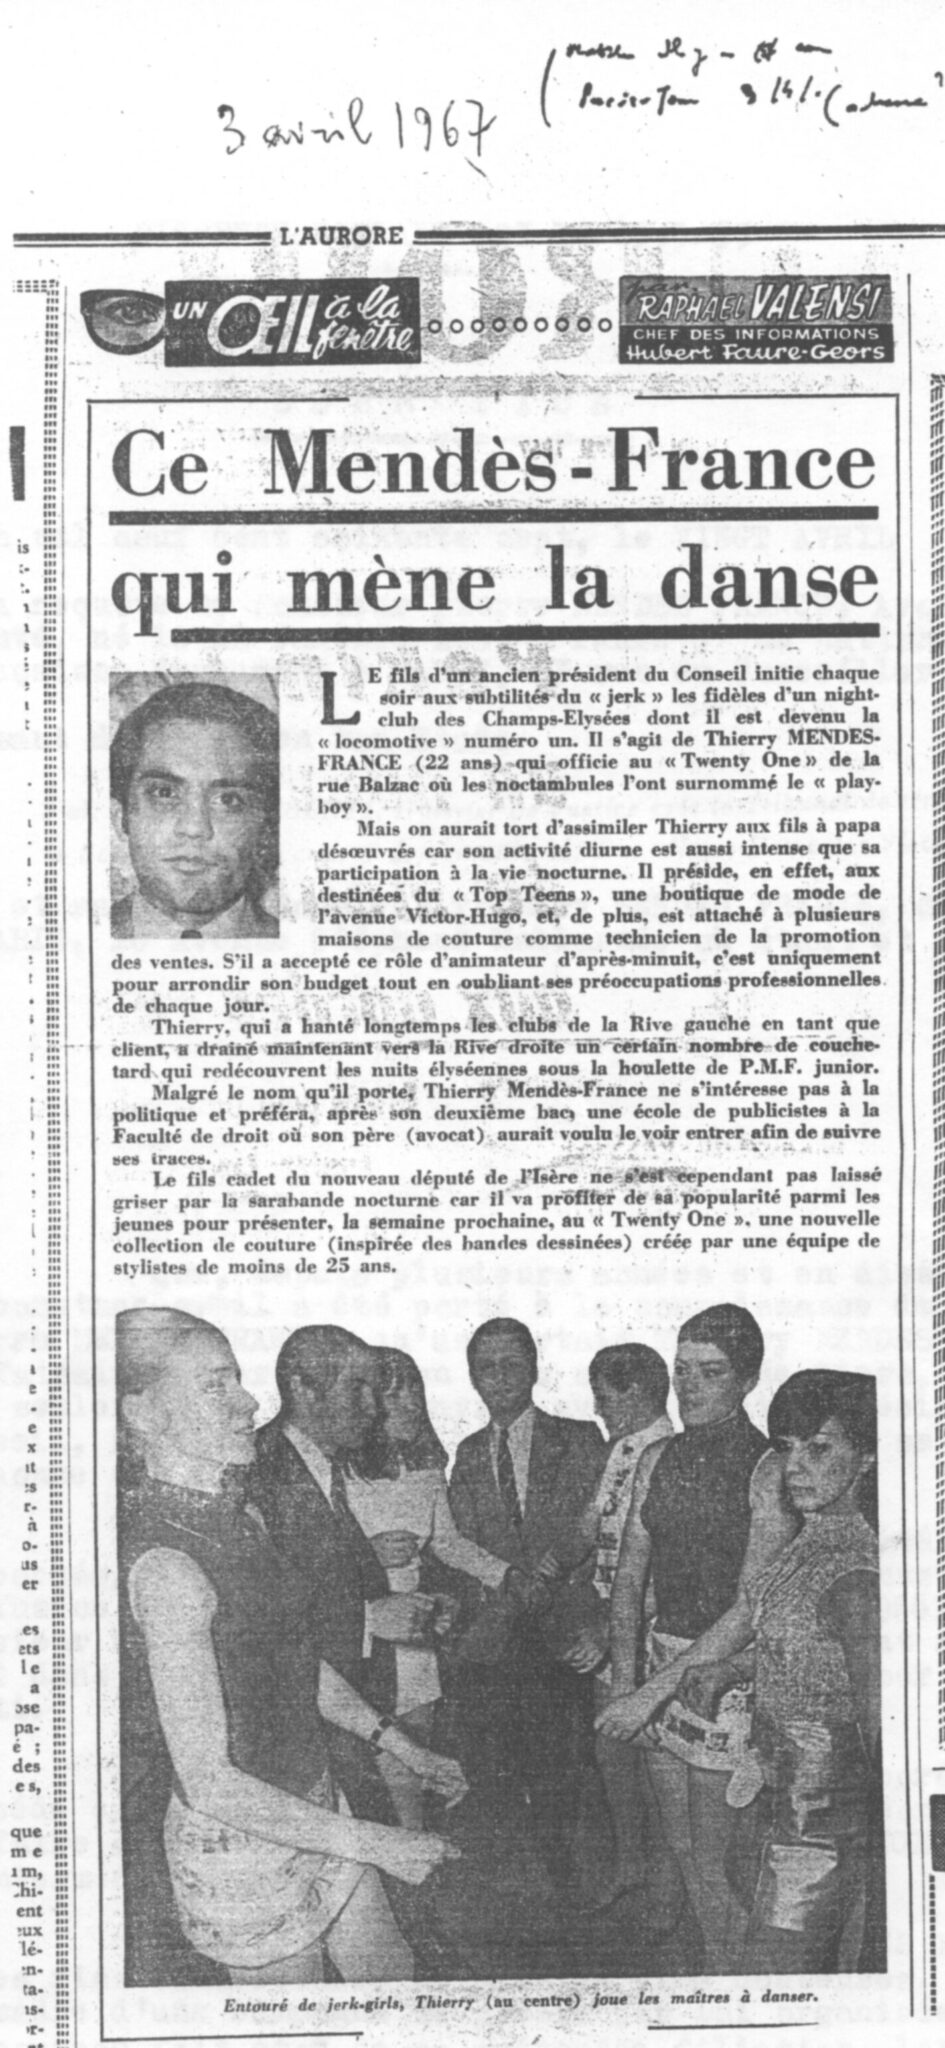 3 avril 1967
L'AURORE
UN ŒIL à la fenêtre
par RAPHAEL VALENSI
CHEF DES INFORMATIONS
Hubert Faure-Geors
Ce Mendès-France
qui mène la danse
LE fils d'un ancien président du Conseil initie chaque
soir aux subtilités du « jerk » les fidèles d'un night-
club des Champs-Elysées dont il est devenu la
« locomotive » numéro un. Il s'agit de Thierry MENDES-
FRANCE (22 ans) qui officie au « Twenty One » de la
rue Balzac où les noctambules l'ont surnommé le « play-
boy ».
Mais on aurait tort d'assimiler Thierry aux fils à papa
désœuvrés car son activité diurne est aussi intense que sa
participation à la vie nocturne. Il préside, en effet, aux
destinées du « Top Teens », une boutique de mode de
l'avenue Victor-Hugo, et, de plus, est attaché à plusieurs
maisons de couture comme technicien de la promotion
des ventes. S'il a accepté ce rôle d'animateur d'après-minuit, c'est uniquement
pour arrondir son budget tout en oubliant ses préoccupations professionnelles
de chaque jour.
Thierry, qui a hanté longtemps les clubs de la Rive gauche en tant que
client, a drainé maintenant vers la Rive droite un certain nombre de couche-
tard qui redécouvrent les nuits élyséennes sous la houlette de P.M.F. junior.
Malgré le nom qu'il porte, Thierry Mendès-France ne s'intéresse pas à la
politique et préféra, après son deuxième bac, une école de publicistes à la
Faculté de droit où son père (avocat) aurait voulu le voir entrer afin de suivre
ses traces.
Le fils cadet du nouveau député de l'Isère ne s'est cependant pas laissé
griser par la sarabande nocturne car il va profiter de sa popularité parmi les
jeunes pour présenter, la semaine prochaine, au « Twenty One », une nouvelle
collection de couture (inspirée des bandes dessinées) créée par une équipe de
stylistes de moins de 25 ans.
Entouré de jerk-girls, Thierry (au centre) joue les maîtres à danser.